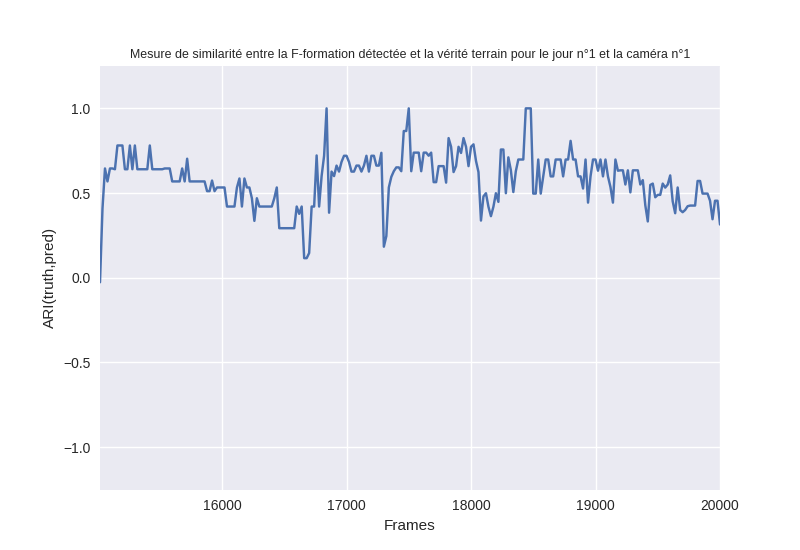 Mesure de similarité entre la F-formation détectée et la vérité terrain pour le jour n°1 et la caméra n°1
1.0
0.5
0.0
−0.5
−1.0
ARI(truth,pred)
16000 17000 18000 19000 20000
Frames